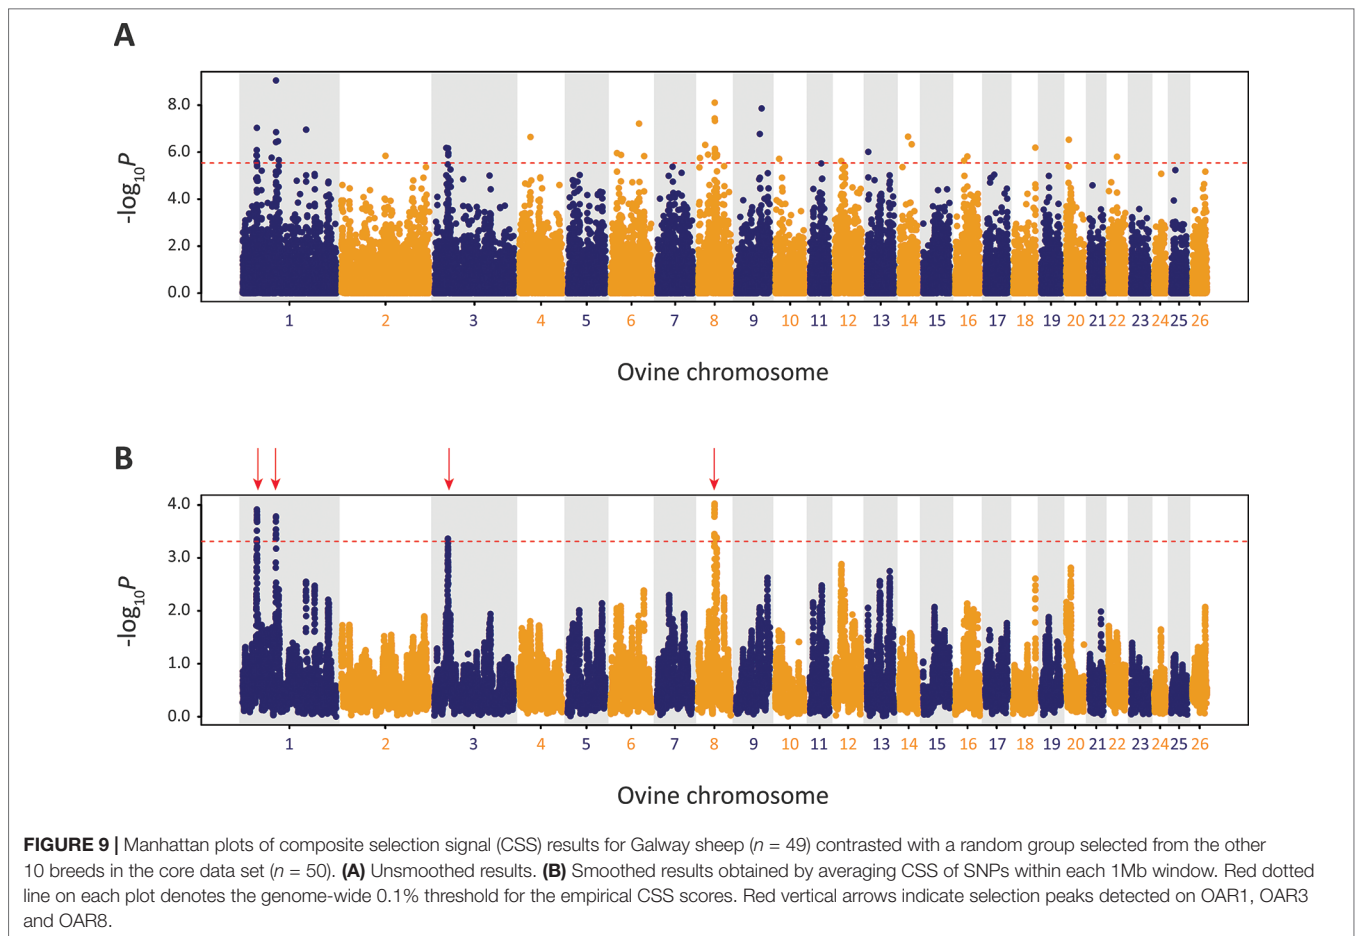 A
8.0
6.0
4.0
2.0
0.0
-log10P
1 2 3 4 5 6 7 8 9 10 11 12 13 14 15 16 17 18 19 20 21 22 23 24 25 26
Ovine chromosome
B
4.0
3.0
2.0
1.0
0.0
-log10P
1 2 3 4 5 6 7 8 9 10 11 12 13 14 15 16 17 18 19 20 21 22 23 24 25 26
Ovine chromosome
FIGURE 9 | Manhattan plots of composite selection signal (CSS) results for Galway sheep (n = 49) contrasted with a random group selected from the other
10 breeds in the core data set (n = 50). (A) Unsmoothed results. (B) Smoothed results obtained by averaging CSS of SNPs within each 1Mb window. Red dotted
line on each plot denotes the genome-wide 0.1% threshold for the empirical CSS scores. Red vertical arrows indicate selection peaks detected on OAR1, OAR3
and OAR8.